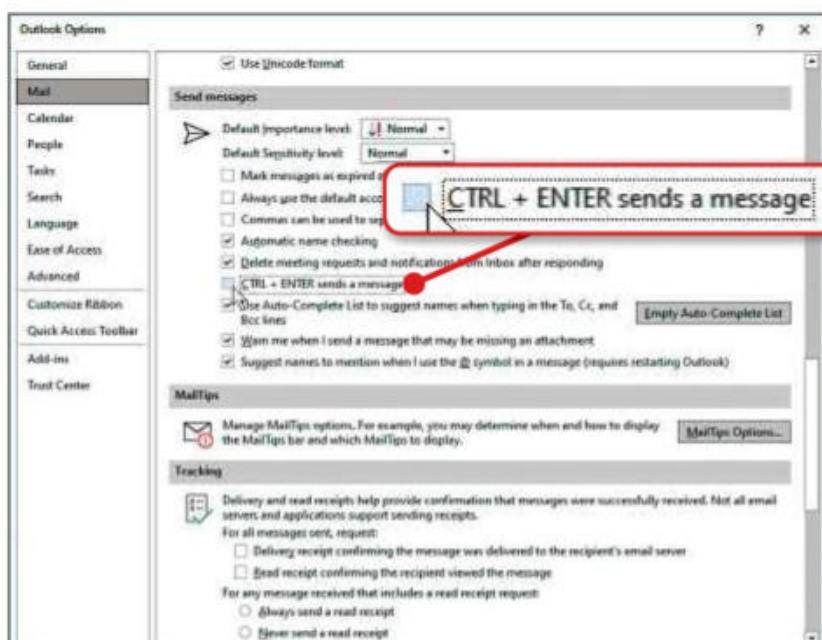 Outlook Options
? ×
General
Mail
Calendar
People
Tasks
Search
Language
Ease of Access
Advanced
Customize Ribbon
Quick Access Toolbar
Add-ins
Trust Center
Use Unicode format
Send messages
Default Importance level: Normal
Default Sensitivity level: Normal
Mark messages as expired
Always use the default acco
Commas can be used to sep
CTRL + ENTER sends a message
Automatic name checking
Delete meeting requests and notifications from Inbox after responding
CTRL + ENTER sends a message
Use Auto-Complete List to suggest names when typing in the To, Cc, and
Bcc lines
Empty Auto-Complete List
Warn me when I send a message that may be missing an attachment
Suggest names to mention when I use the @ symbol in a message (requires restarting Outlook)
MailTips
Manage MailTips options. For example, you may determine when and how to display
the MailTips bar and which MailTips to display.
MailTips Options...
Tracking
Delivery and read receipts help provide confirmation that messages were successfully received. Not all email
servers and applications support sending receipts.
For all messages sent, request:
Delivery receipt confirming the message was delivered to the recipient's email server
Read receipt confirming the recipient viewed the message
For any message received that includes a read receipt request:
Always send a read receipt
Never send a read receipt